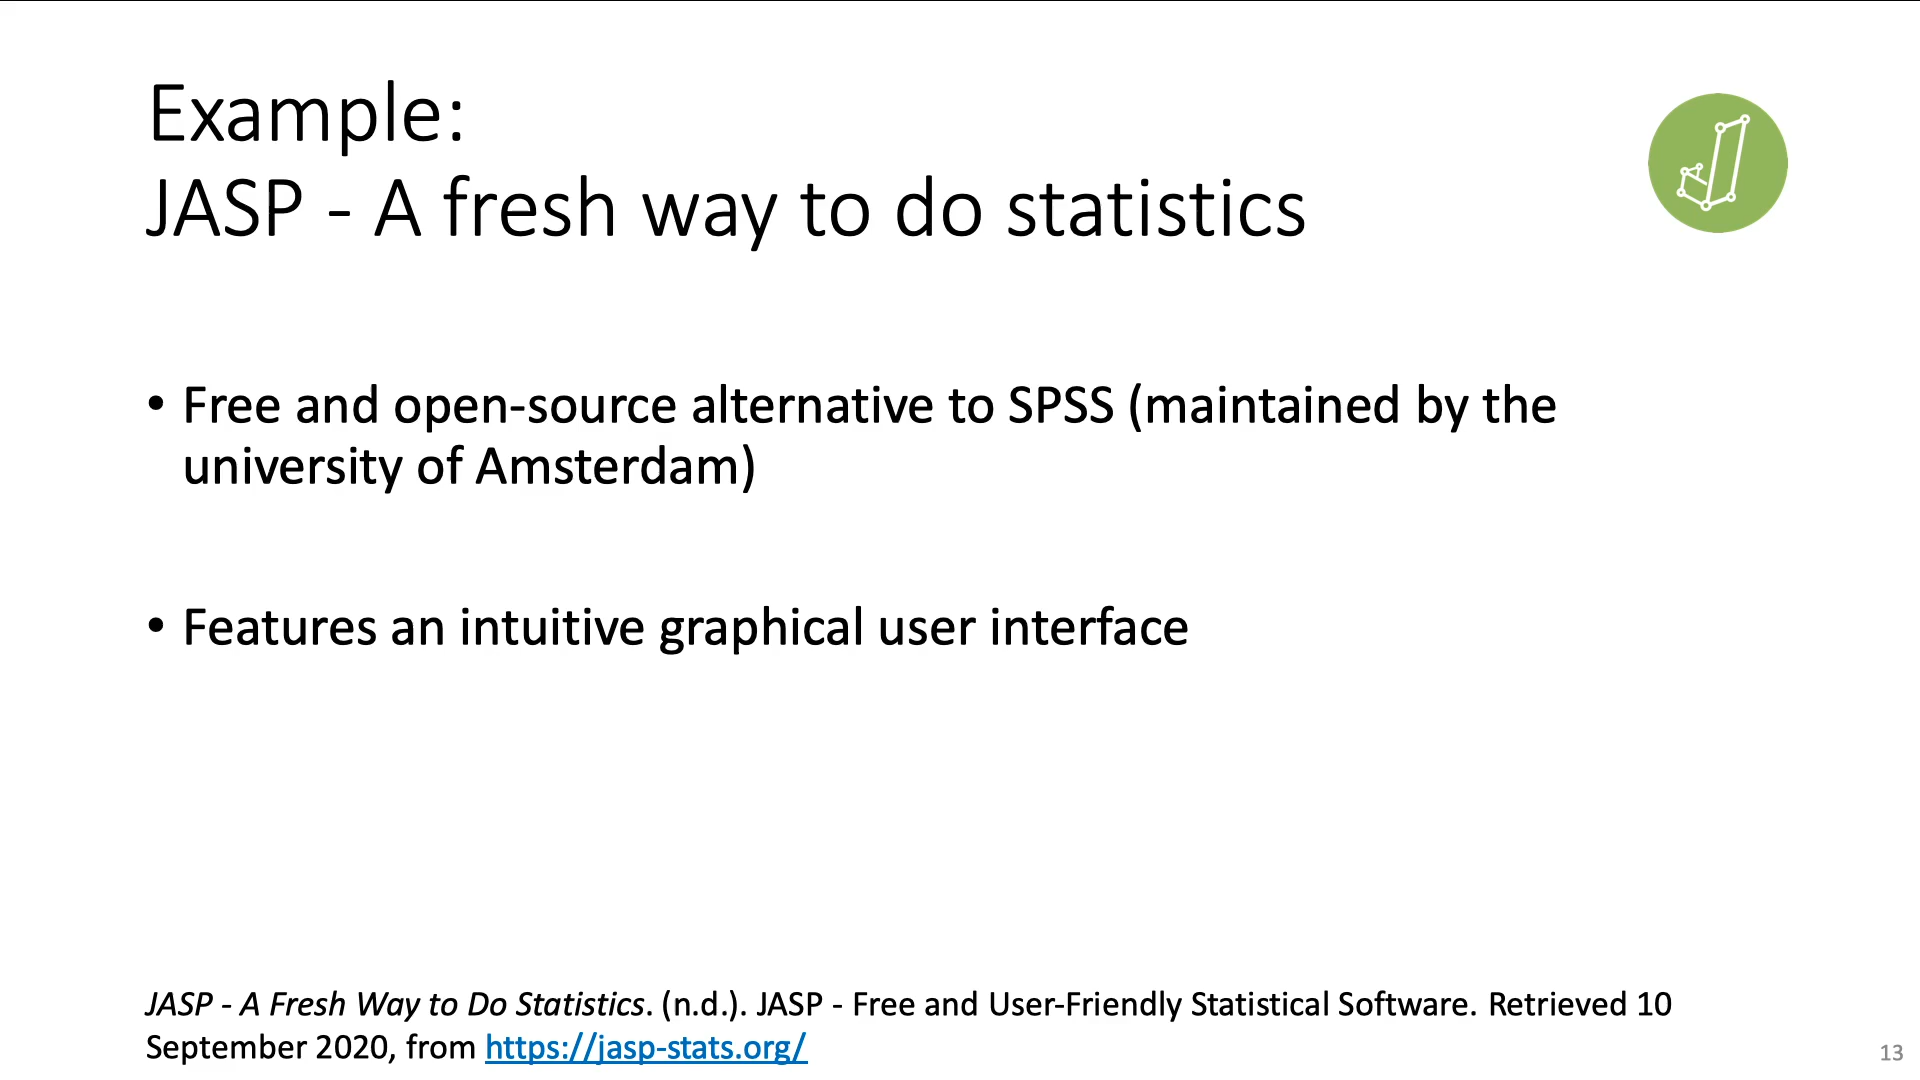 Example:
JASP - A fresh way to do statistics
• Free and open-source alternative to SPSS (maintained by the
university of Amsterdam)
• Features an intuitive graphical user interface
JASP - A Fresh Way to Do Statistics. (n.d.). JASP - Free and User-Friendly Statistical Software. Retrieved 10
September 2020, from https://jasp-stats.org/
13